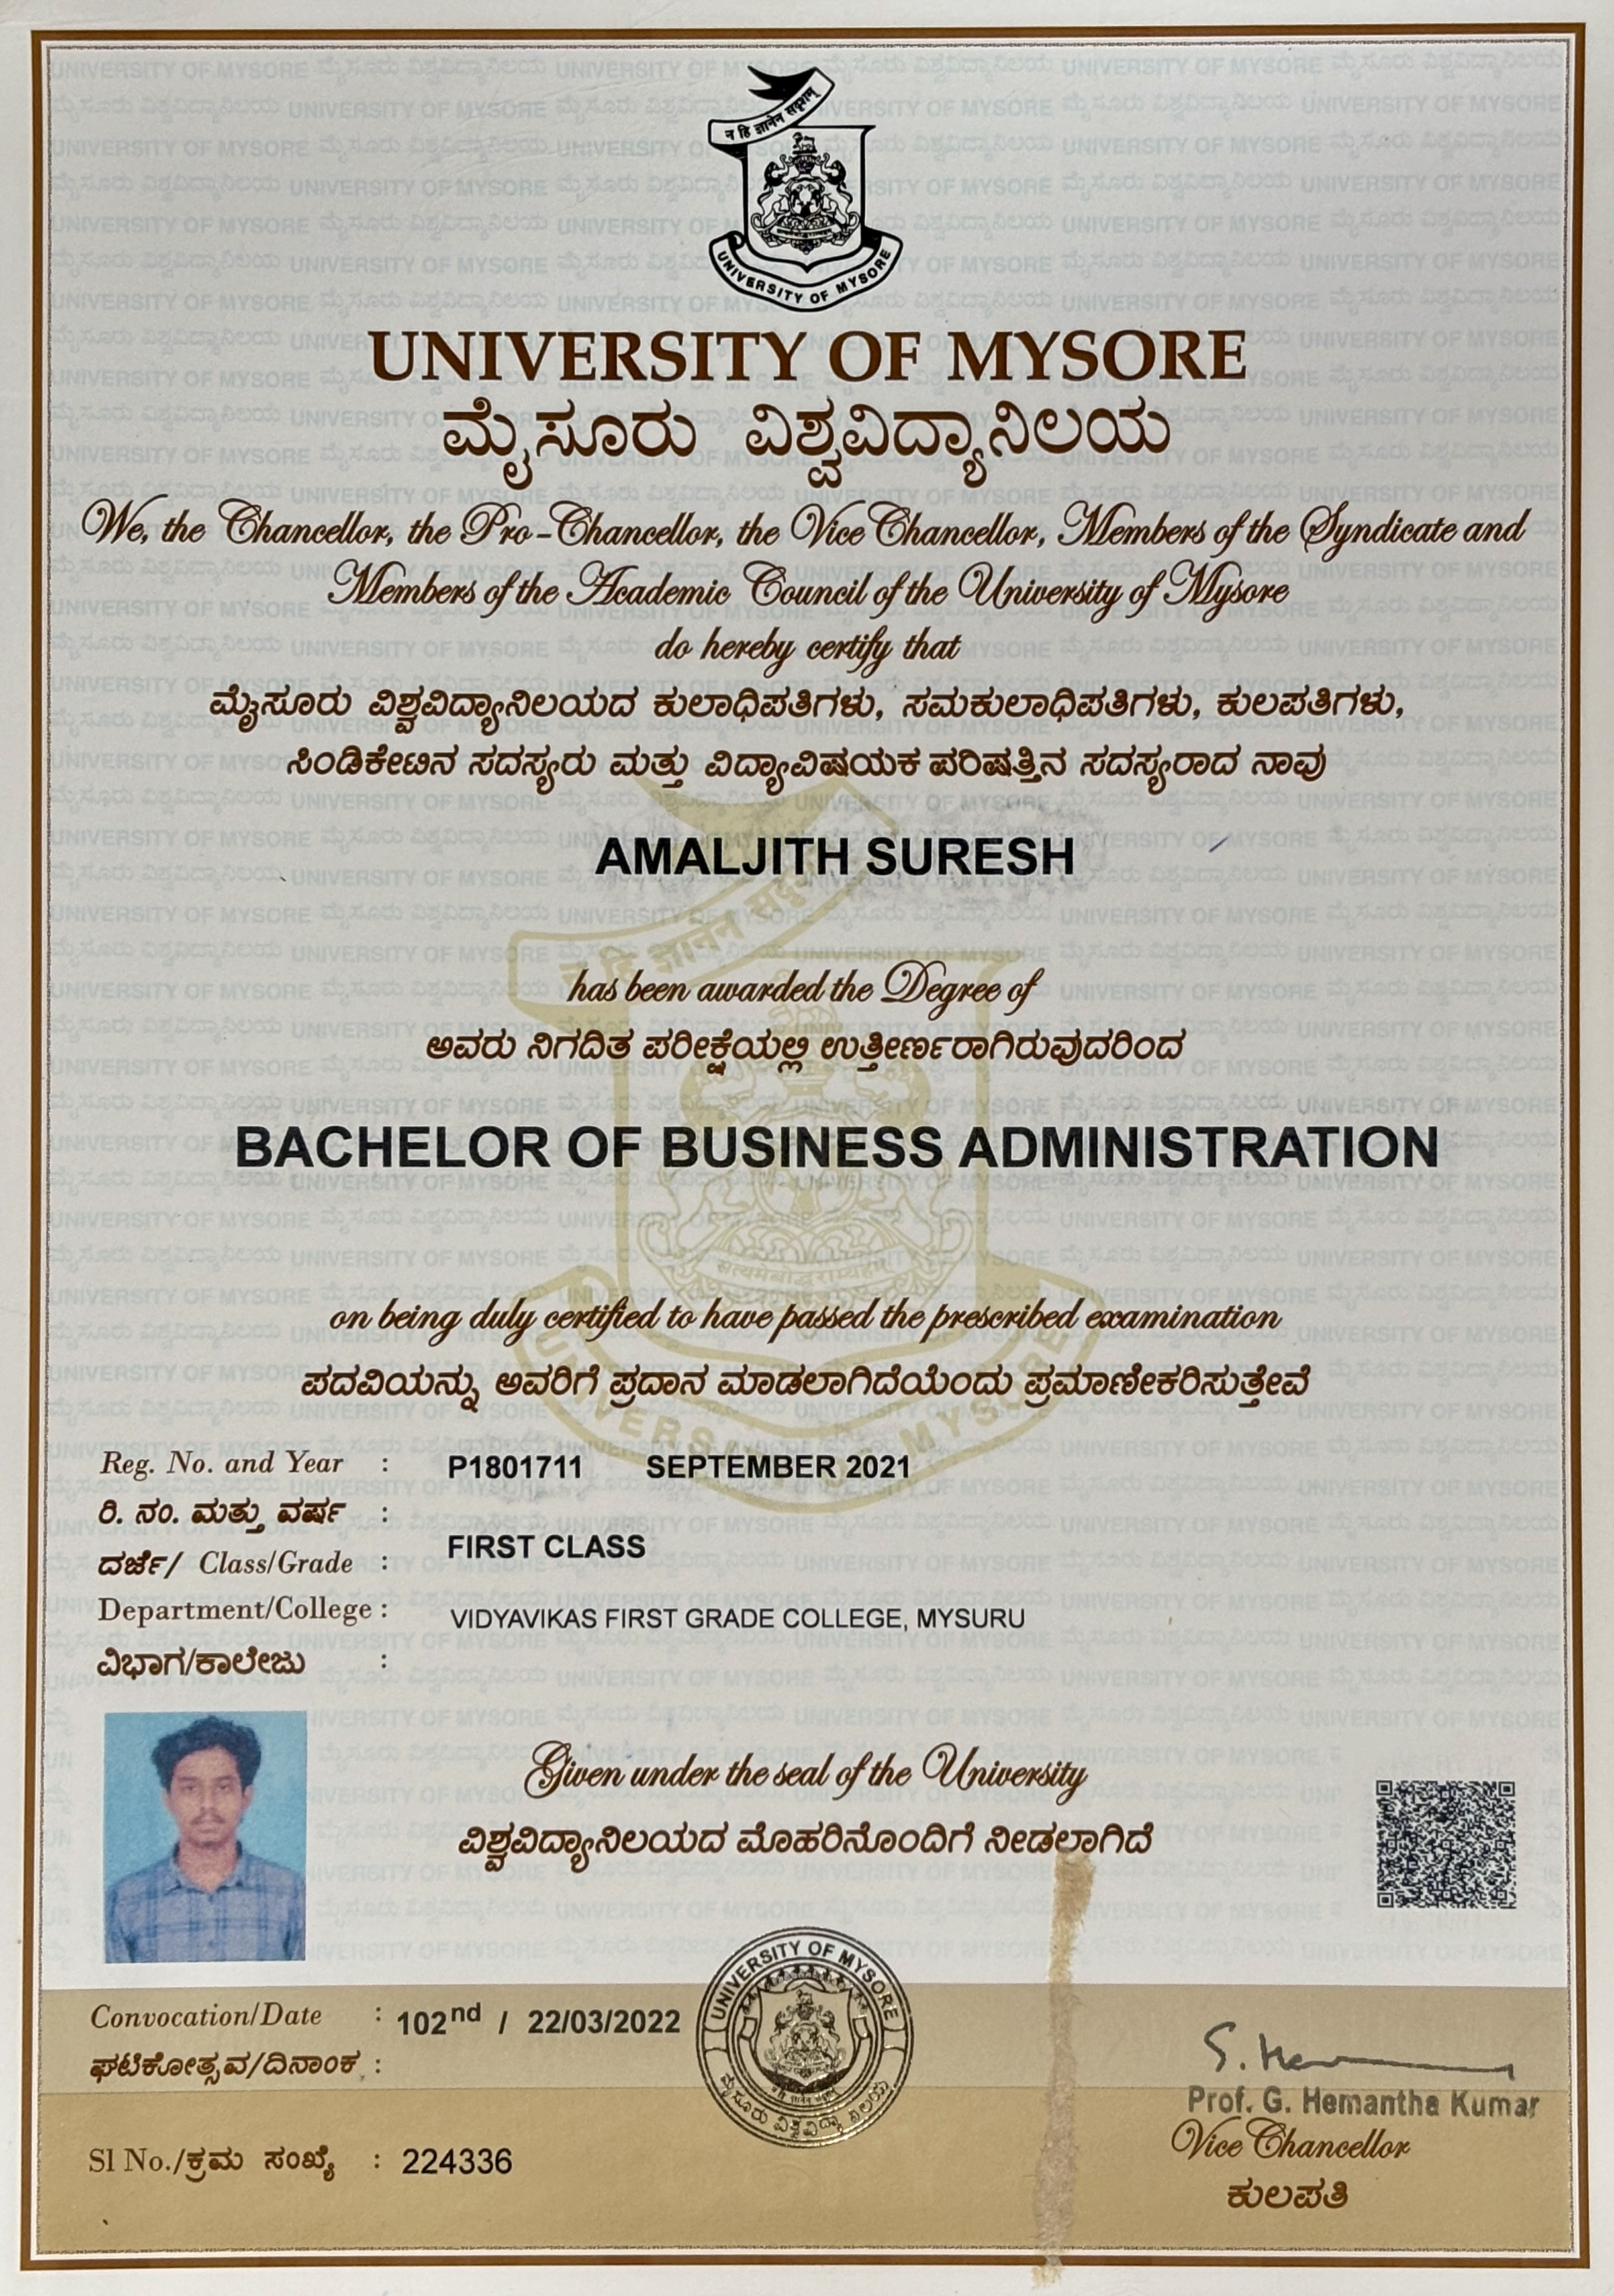 न हि ज्ञानेन सदृशम्
UNIVERSITY OF MYSORE
UNIVERSITY OF MYSORE
ಮೈಸೂರು ವಿಶ್ವವಿದ್ಯಾನಿಲಯ
We, the Chancellor, the Pro-Chancellor, the Vice Chancellor, Members of the Syndicate and
Members of the Academic Council of the University of Mysore
do hereby certify that
ಮೈಸೂರು ವಿಶ್ವವಿದ್ಯಾನಿಲಯದ ಕುಲಾಧಿಪತಿಗಳು, ಸಮಕುಲಾಧಿಪತಿಗಳು, ಕುಲಪತಿಗಳು,
ಸಿಂಡಿಕೇಟಿನ ಸದಸ್ಯರು ಮತ್ತು ವಿದ್ಯಾವಿಷಯಕ ಪರಿಷತ್ತಿನ ಸದಸ್ಯರಾದ ನಾವು
AMALJITH SURESH
has been awarded the Degree of
ಅವರು ನಿಗದಿತ ಪರೀಕ್ಷೆಯಲ್ಲಿ ಉತ್ತೀರ್ಣರಾಗಿರುವುದರಿಂದ
BACHELOR OF BUSINESS ADMINISTRATION
on being duly certified to have passed the prescribed examination
ಪದವಿಯನ್ನು ಅವರಿಗೆ ಪ್ರದಾನ ಮಾಡಲಾಗಿದೆಯೆಂದು ಪ್ರಮಾಣೀಕರಿಸುತ್ತೇವೆ
Reg. No. and Year : P1801711 SEPTEMBER 2021
ರಿ. ನಂ. ಮತ್ತು ವರ್ಷ :
ದರ್ಜೆ/ Class/Grade : FIRST CLASS
Department/College : VIDYAVIKAS FIRST GRADE COLLEGE, MYSURU
ವಿಭಾಗ/ಕಾಲೇಜು :
Given under the seal of the University
ವಿಶ್ವವಿದ್ಯಾನಿಲಯದ ಮೊಹರಿನೊಂದಿಗೆ ನೀಡಲಾಗಿದೆ
UNIVERSITY OF MYSORE
ಮೈಸೂರು ವಿಶ್ವವಿದ್ಯಾನಿಲಯ
Convocation/Date : 102nd / 22/03/2022
ಘಟಿಕೋತ್ಸವ/ದಿನಾಂಕ :
Prof. G. Hemantha Kumar
Vice Chancellor
ಕುಲಪತಿ
Sl No./ಕ್ರಮ ಸಂಖ್ಯೆ : 224336